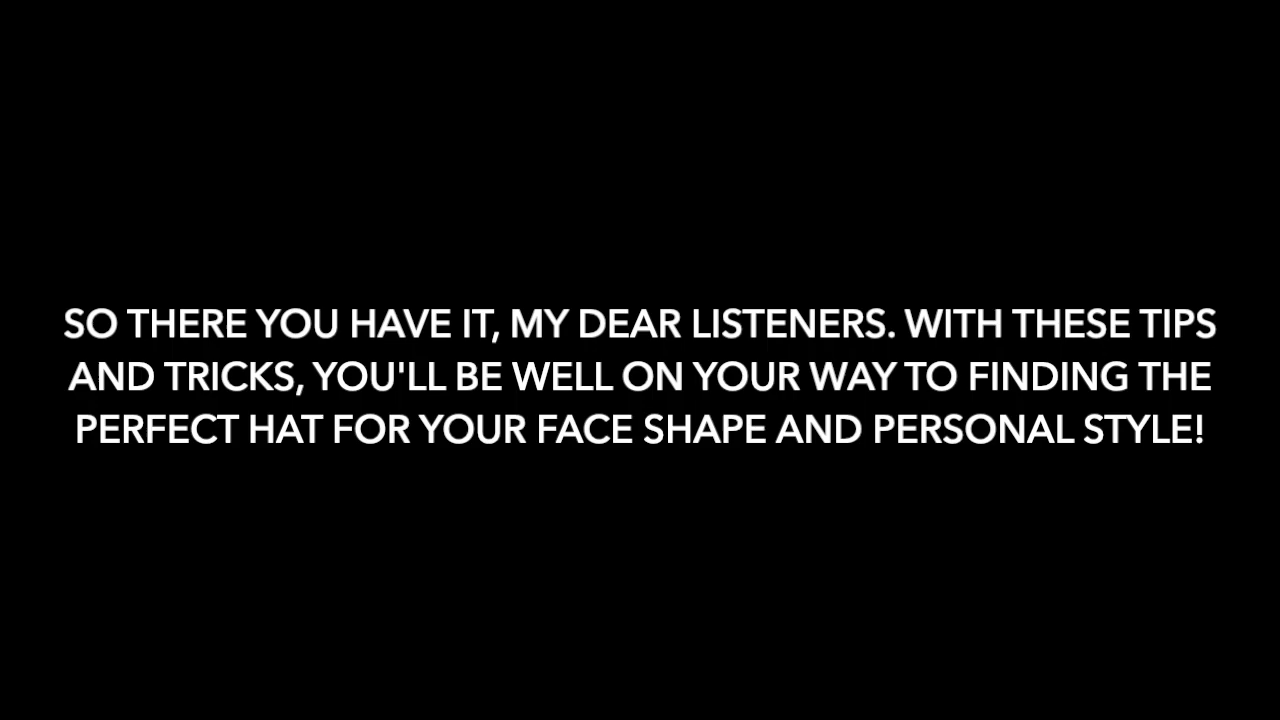 SO THERE YOU HAVE IT, MY DEAR LISTENERS. WITH THESE TIPS
AND TRICKS, YOU'LL BE WELL ON YOUR WAY TO FINDING THE
PERFECT HAT FOR YOUR FACE SHAPE AND PERSONAL STYLE!